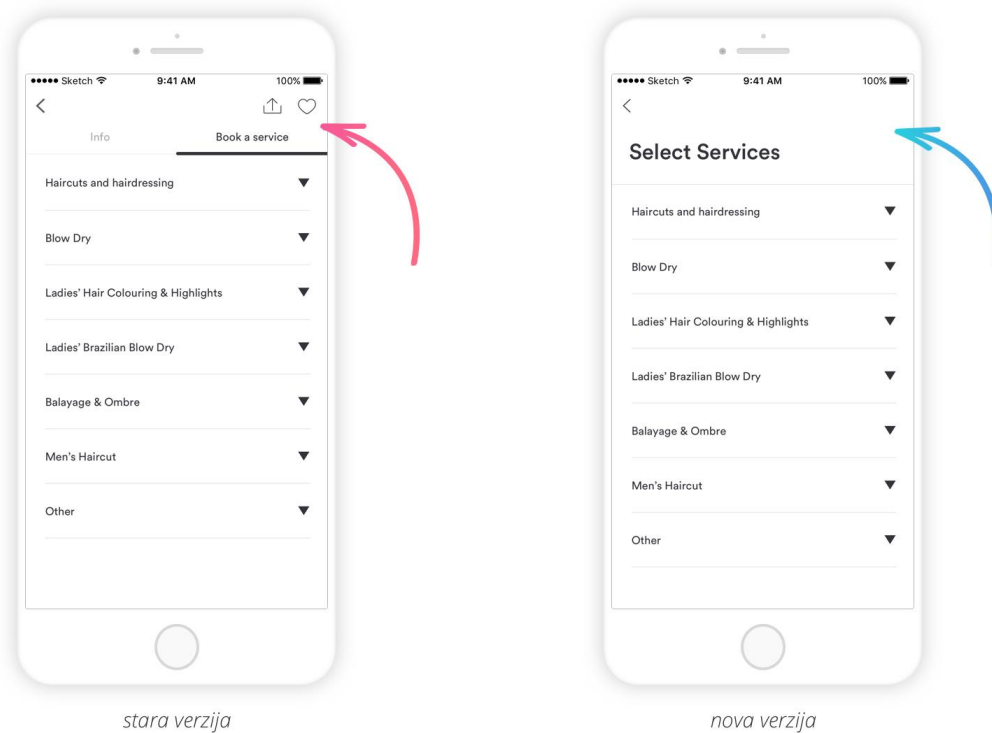 ●●●●● Sketch 9:41 AM 100%
Info Book a service
Haircuts and hairdressing
Blow Dry
Ladies’ Hair Colouring & Highlights
Ladies’ Brazilian Blow Dry
Balayage & Ombre
Men’s Haircut
Other
stara verzija
●●●●● Sketch 9:41 AM 100%
Select Services
Haircuts and hairdressing
Blow Dry
Ladies’ Hair Colouring & Highlights
Ladies’ Brazilian Blow Dry
Balayage & Ombre
Men’s Haircut
Other
nova verzija